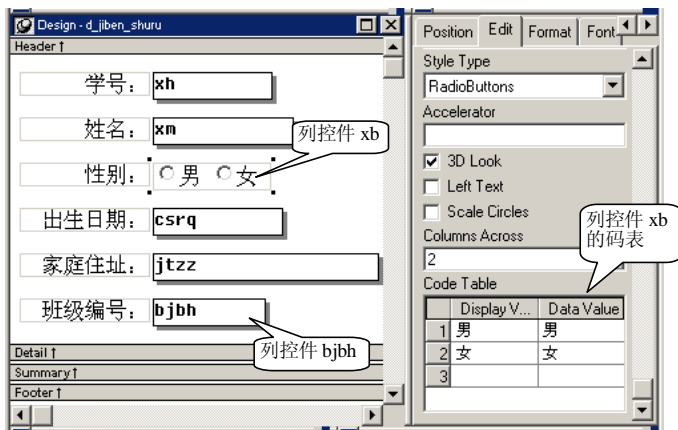 Design - d_jiben_shuru
Header ↑
学号： xh
姓名： xm
列控件 xb
性别： 男 女
出生日期： csrq
家庭住址： jtzz
班级编号： bjbh
列控件 bjbh
Detail ↑
Summary ↑
Footer ↑
Position Edit Format Font
Style Type
RadioButtons
Accelerator
3D Look
Left Text
Scale Circles
列控件 xb
的码表
Columns Across
2
Code Table
Display V... Data Value
1 男 男
2 女 女
3